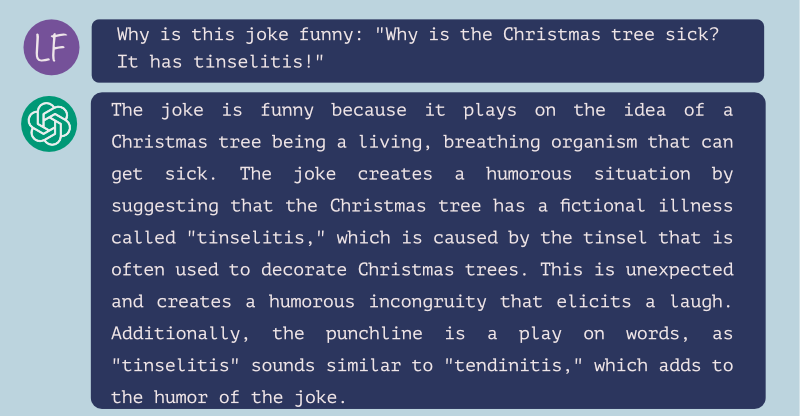 LF
Why is this joke funny: "Why is the Christmas tree sick?
It has tinselitis!"
The joke is funny because it plays on the idea of a
Christmas tree being a living, breathing organism that can
get sick. The joke creates a humorous situation by
suggesting that the Christmas tree has a fictional illness
called "tinselitis," which is caused by the tinsel that is
often used to decorate Christmas trees. This is unexpected
and creates a humorous incongruity that elicits a laugh.
Additionally, the punchline is a play on words, as
"tinselitis" sounds similar to "tendinitis," which adds to
the humor of the joke.